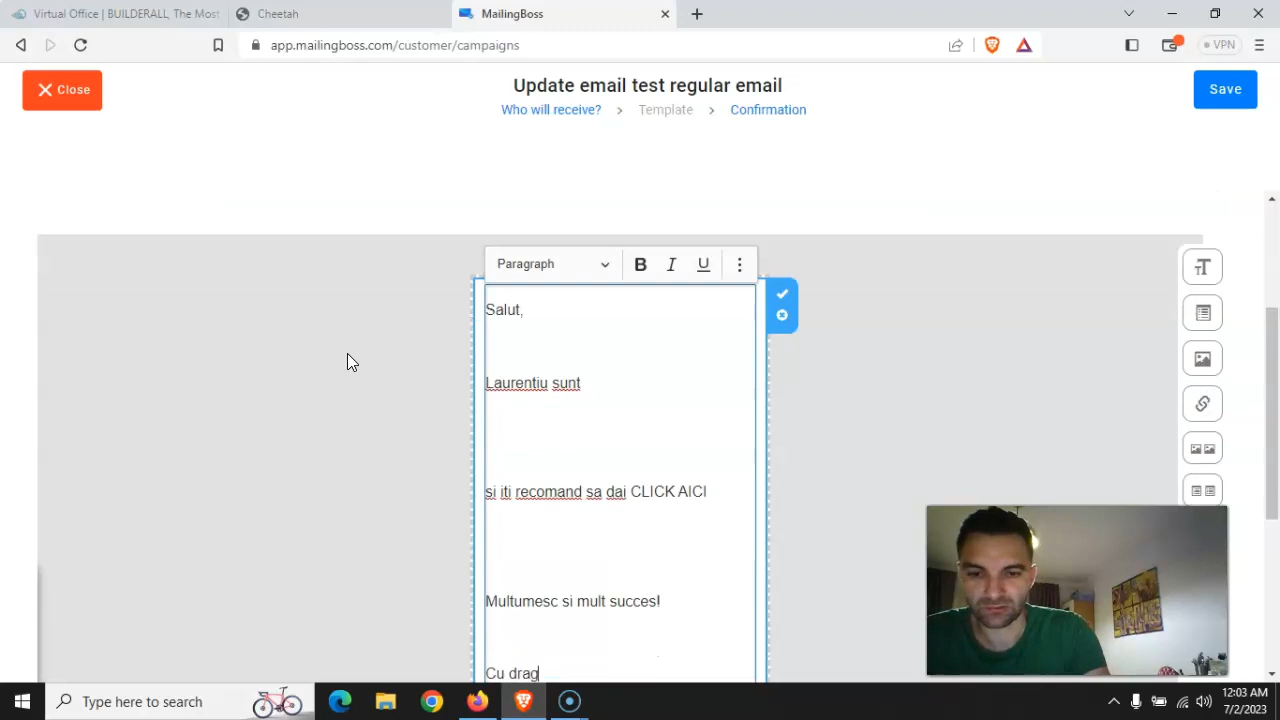 Virtual Office | BUILDERALL, The Most
Cheetah
MailingBoss
app.mailingboss.com/customer/campaigns
VPN
Close
Update email test regular email
Save
Who will receive? > Template > Confirmation
Paragraph
B I U
Salut,
Laurentiu sunt
si iti recomand sa dai CLICK AICI
Multumesc si mult succes!
Cu drag
Type here to search
12:03 AM
7/2/2023